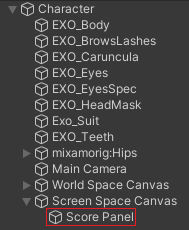 Character
EXO_Body
EXO_BrowsLashes
EXO_Caruncula
EXO_Eyes
EXO_EyesSpec
EXO_HeadMask
Exo_Suit
EXO_Teeth
mixamorig:Hips
Main Camera
World Space Canvas
Screen Space Canvas
Score Panel